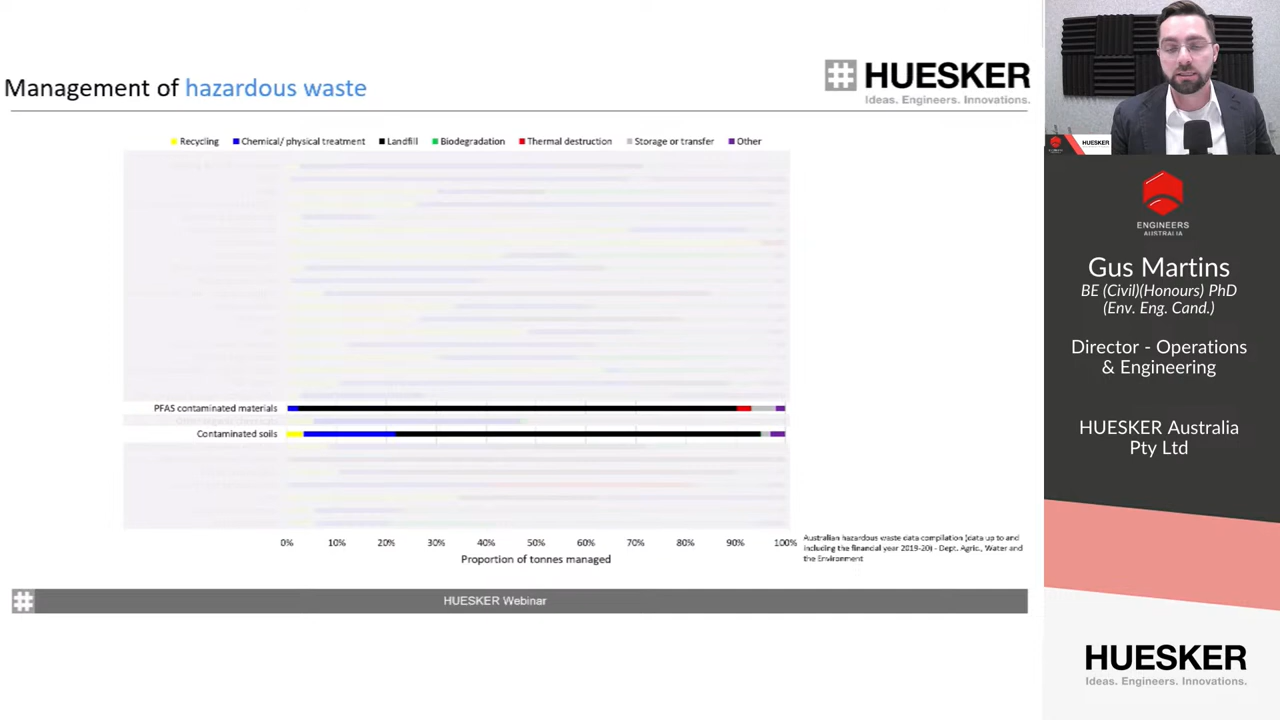 Management of hazardous waste
HUESKER
Ideas. Engineers. Innovations.
Recycling Chemical/ physical treatment Landfill Biodegradation Thermal destruction Storage or transfer Other
PFAS contaminated materials
Contaminated soils
0% 10% 20% 30% 40% 50% 60% 70% 80% 90% 100%
Proportion of tonnes managed
Australian hazardous waste data compilation (data up to and
including the financial year 2019-20) - Dept. Agric., Water and
the Environment
HUESKER Webinar
HUESKER
ENGINEERS
AUSTRALIA
Gus Martins
BE (Civil)(Honours) PhD
(Env. Eng. Cand.)
Director - Operations
& Engineering
HUESKER Australia
Pty Ltd
HUESKER
Ideas. Engineers. Innovations.